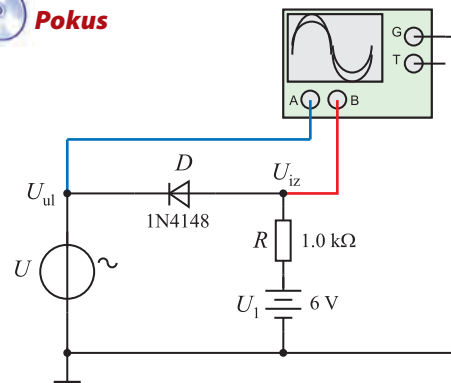 Pokus
G
T
A B
D
U_iz
U_ul
1N4148
R 1.0 kΩ
U ~
U_1 6 V